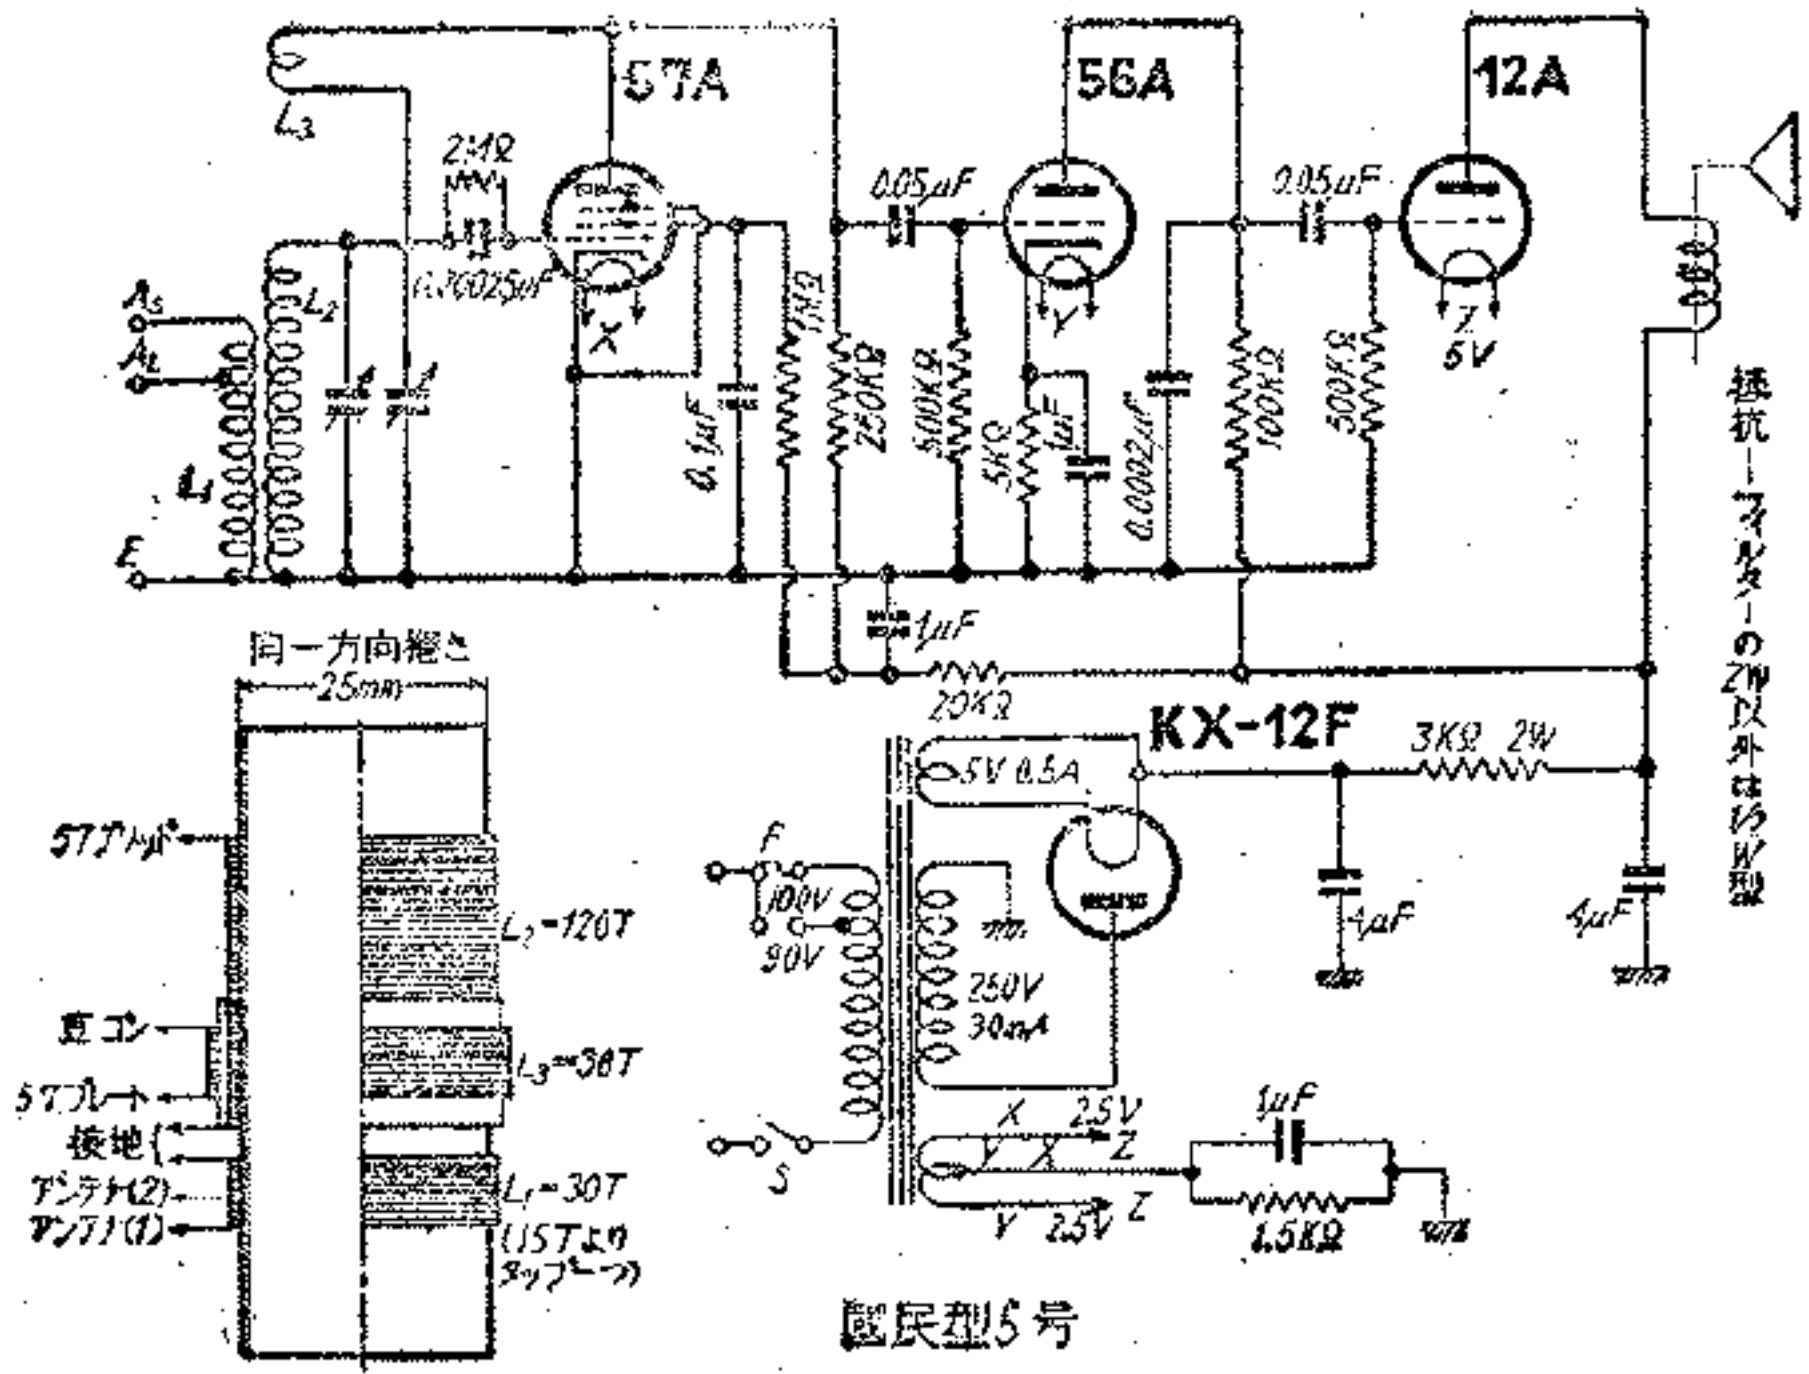 57A
56A
12A
L3
2MΩ
0.05μF
0.05μF
0.00025μF
AS
AL
L2
L1
E
X
Y
Z
5V
1MΩ
250KΩ
0.1μF
500KΩ
5KΩ
1μF
0.0002μF
100KΩ
500KΩ
抵抗ーフィルターの2W以外は1/5W型
1μF
20KΩ
同一方向巻き
25mm
KX-12F
3KΩ 2W
5V 0.5A
57グリッド
L2=120T
F
100V
90V
4μF
4μF
250V
30mA
豆コン
L3=36T
57プレート
接地
アンテナ(2)
アンテナ(1)
L1=30T
(15Tより
タップ一つ)
S
X 2.5V
Z
Y X
Y 2.5V Z
1μF
1.5KΩ
國民型5号